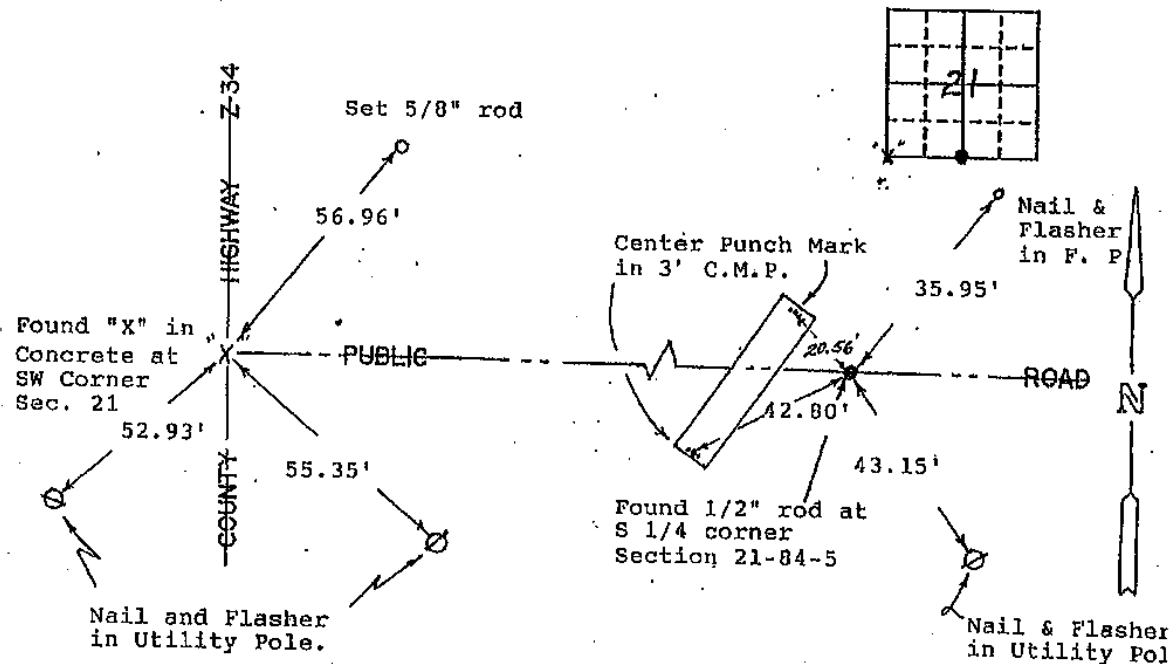 21
"X"
COUNTY HIGHWAY Z-34
Set 5/8" rod
56.96'
Nail &
Flasher
in F. P
Center Punch Mark
in 3' C.M.P.
35.95'
Found "X" in
Concrete at
SW Corner
Sec. 21
"X"
PUBLIC ROAD
20.56'
N
52.93'
42.80'
55.35'
43.15'
Found 1/2" rod at
S 1/4 corner
Section 21-84-5
Nail and Flasher
in Utility Pole.
Nail & Flasher
in Utility Pol